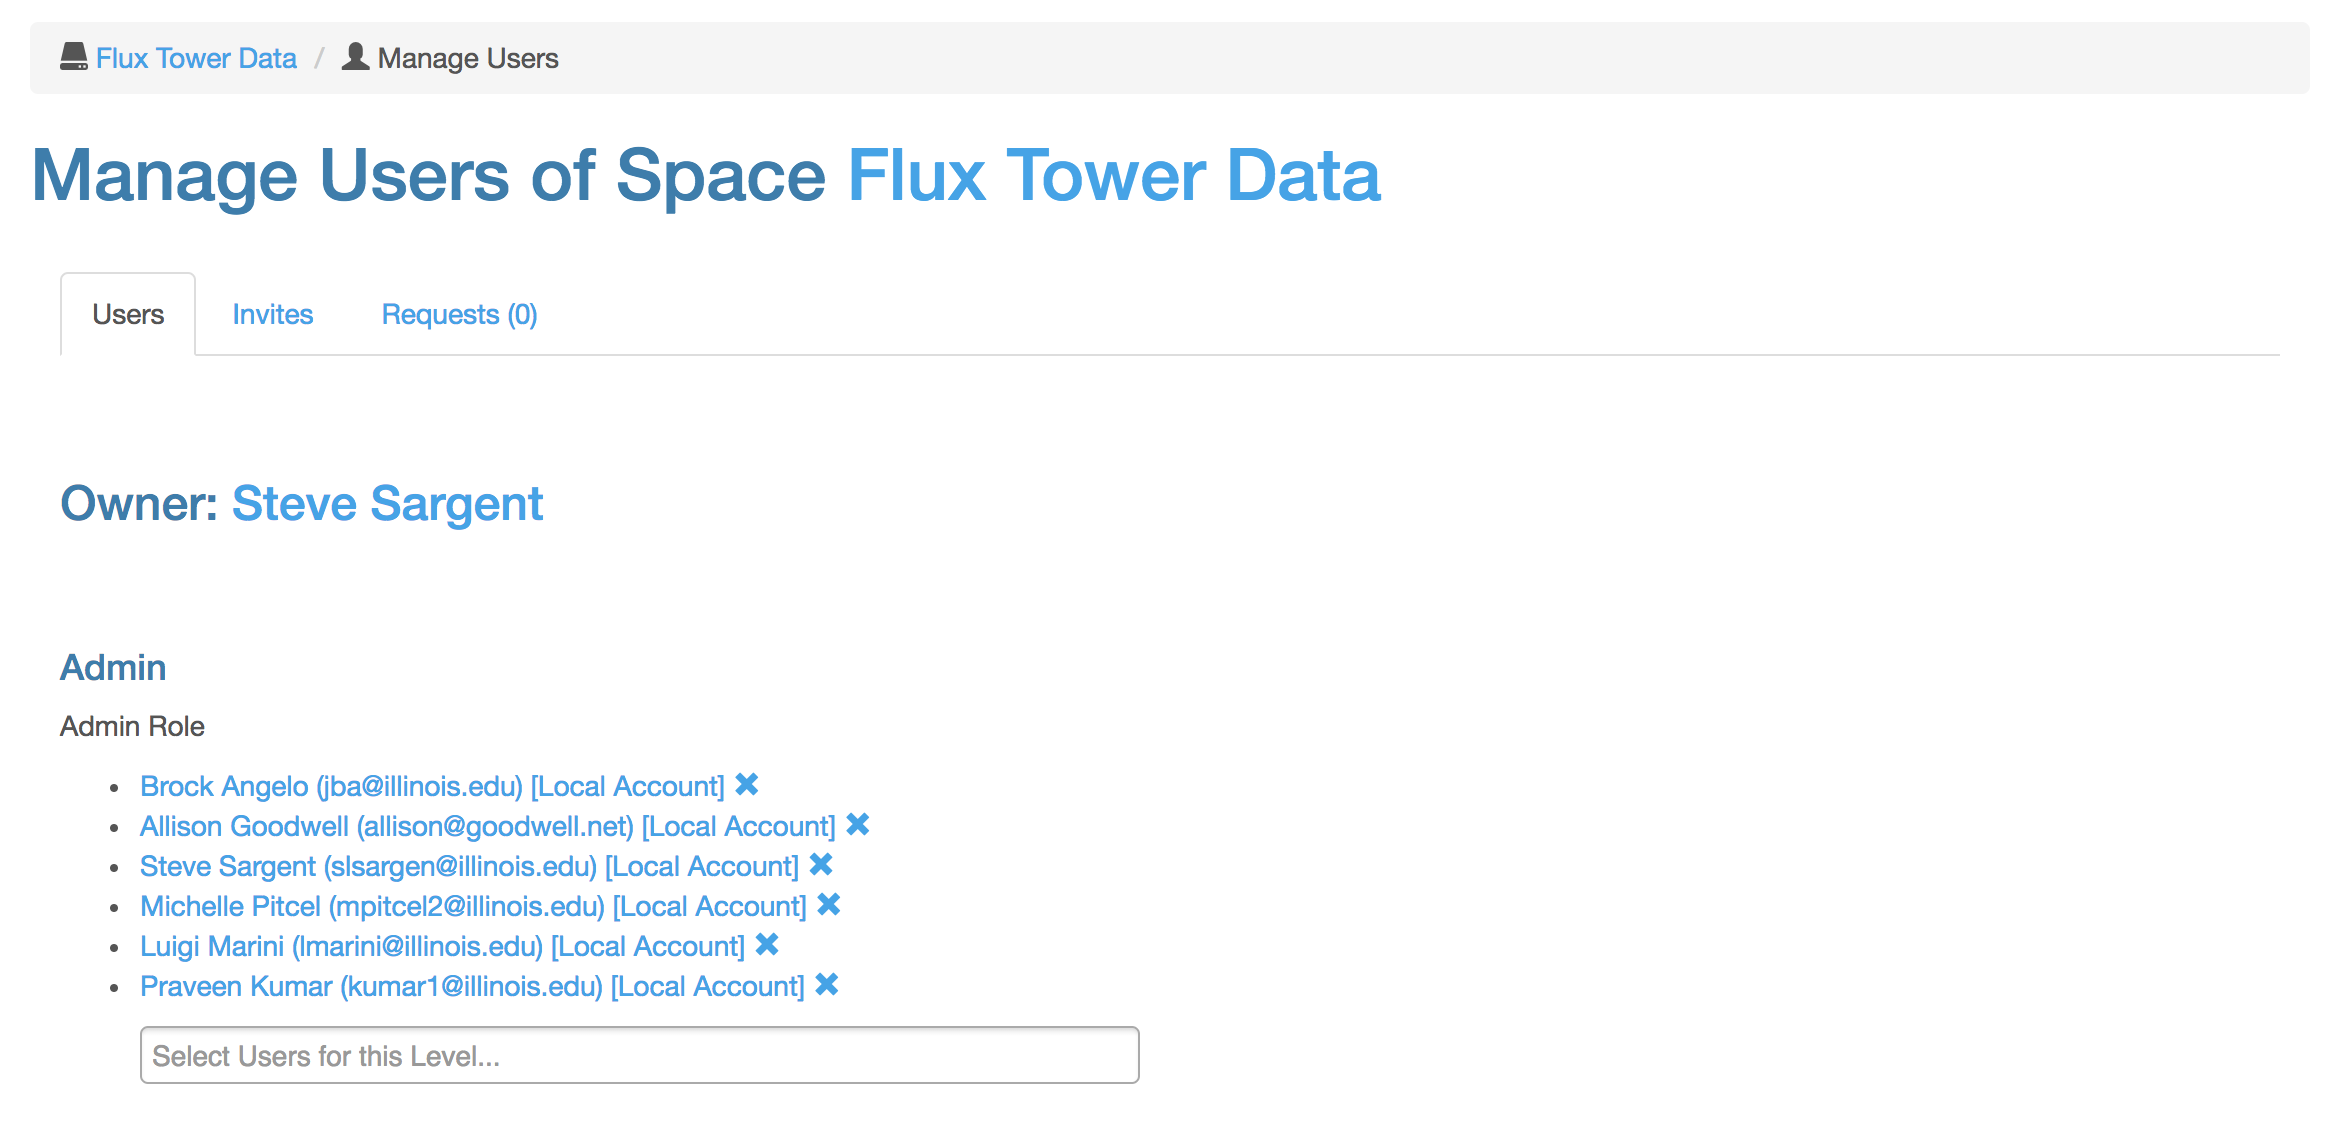 Flux Tower Data / Manage Users
Manage Users of Space Flux Tower Data
Users Invites Requests (0)
Owner: Steve Sargent
Admin
Admin Role
Brock Angelo (jba@illinois.edu) [Local Account]
Allison Goodwell (allison@goodwell.net) [Local Account]
Steve Sargent (slsargen@illinois.edu) [Local Account]
Michelle Pitcel (mpitcel2@illinois.edu) [Local Account]
Luigi Marini (lmarini@illinois.edu) [Local Account]
Praveen Kumar (kumar1@illinois.edu) [Local Account]
Select Users for this Level...